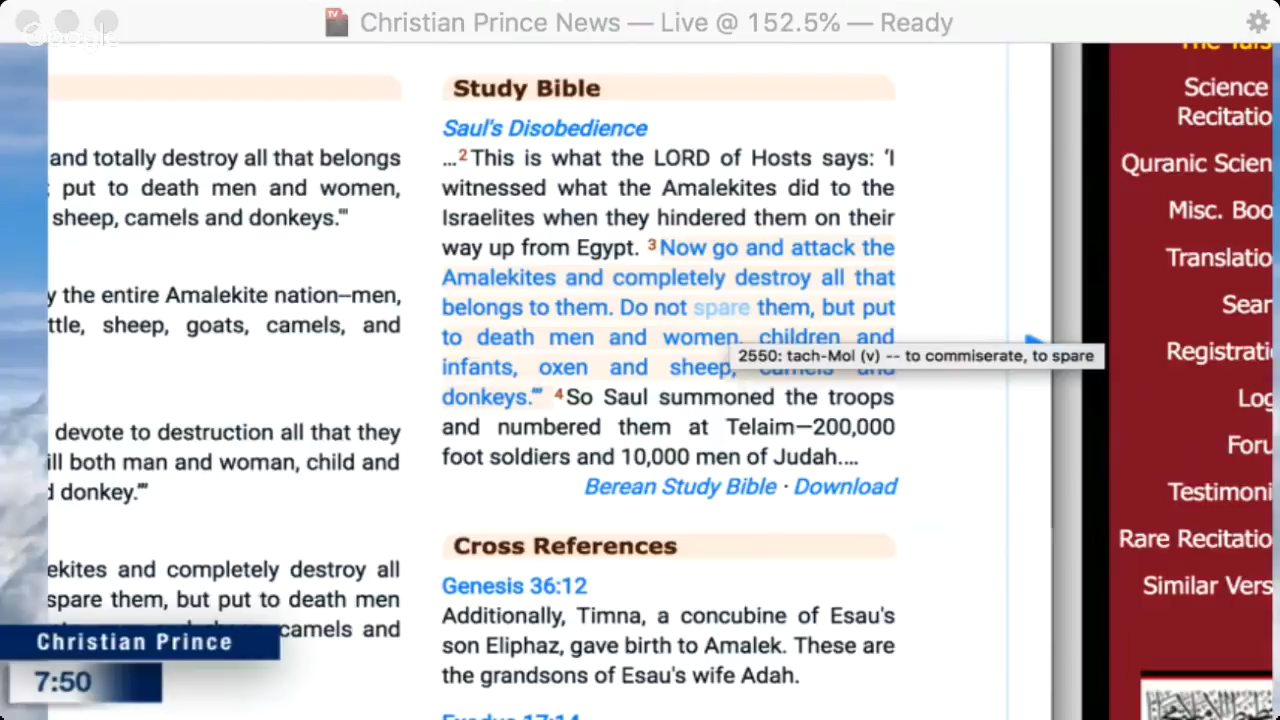 Christian Prince News — Live @ 152.5% — Ready
Google
and totally destroy all that belongs
put to death men and women,
sheep, camels and donkeys.'"
the entire Amalekite nation—men,
sheep, goats, camels, and
devote to destruction all that they
both man and woman, child and
donkey.'"
and completely destroy all
spare them, but put to death men
camels and
Study Bible
Saul's Disobedience
...2This is what the LORD of Hosts says: 'I
witnessed what the Amalekites did to the
Israelites when they hindered them on their
way up from Egypt. 3Now go and attack the
Amalekites and completely destroy all that
belongs to them. Do not spare them, but put
to death men and women, children and
infants, oxen and sheep, camels and
donkeys.'" 4So Saul summoned the troops
and numbered them at Telaim—200,000
foot soldiers and 10,000 men of Judah....
Berean Study Bible · Download
2550: tach-Mol (v) -- to commiserate, to spare
Cross References
Genesis 36:12
Additionally, Timna, a concubine of Esau's
son Eliphaz, gave birth to Amalek. These are
the grandsons of Esau's wife Adah.
Exodus 17:14
Science
Recitatio
Quranic Scien
Misc. Boo
Translatio
Sear
Registrati
Log
Foru
Testimoni
Rare Recitatio
Similar Vers
Christian Prince
7:50